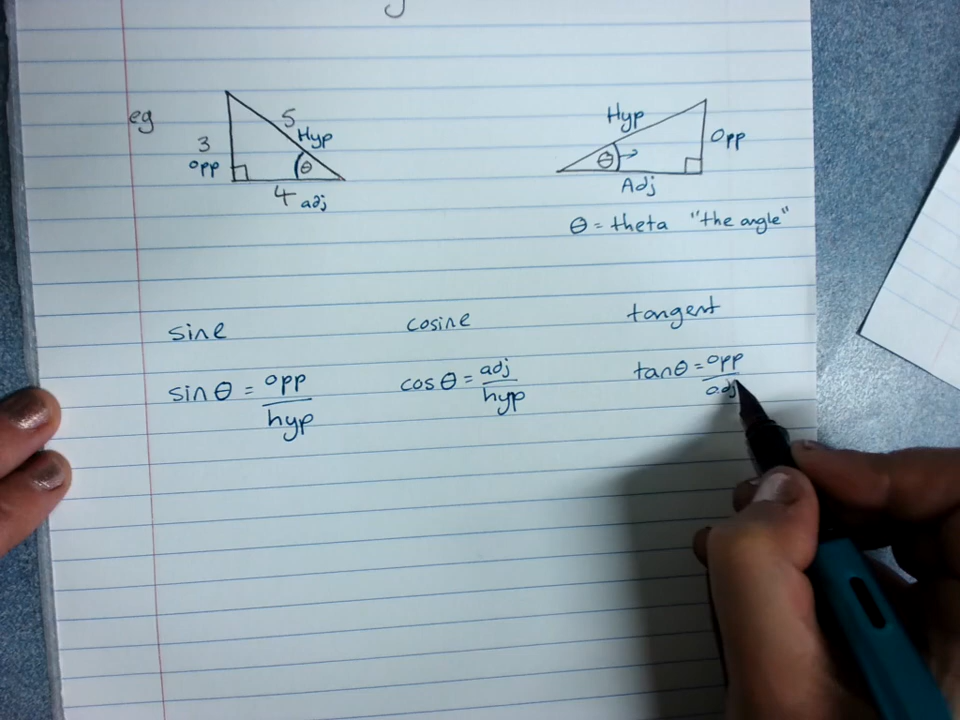 eg
5
Hyp
3
opp
θ
4 adj
Hyp
opp
θ
Adj
θ = theta "the angle"
sine
cosine
tangent
sin θ = opp/hyp
cos θ = adj/hyp
tan θ = opp/adj